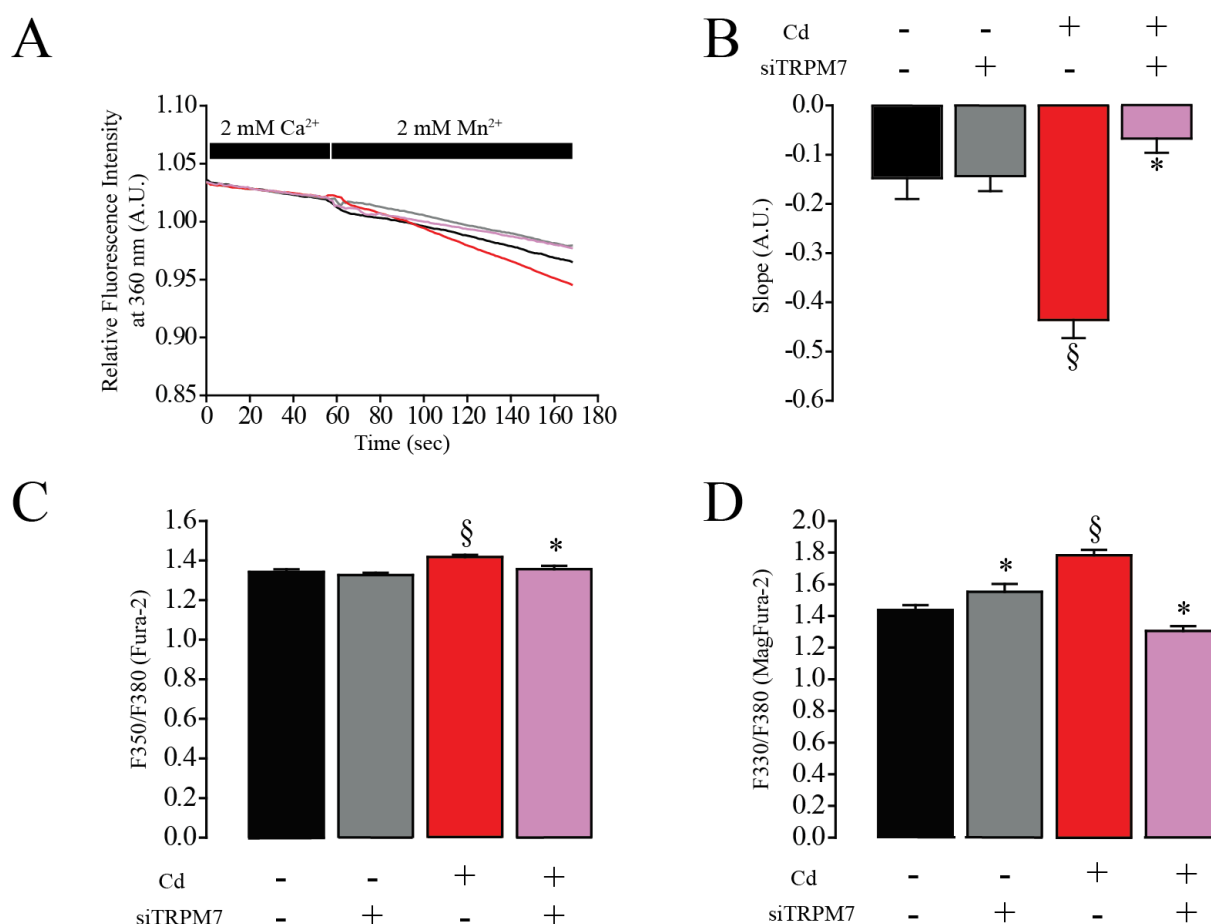 A
Relative Fluorescence Intensity
at 360 nm (A.U.)
1.10
1.05
1.00
0.95
0.90
0.85
2 mM Ca²⁺
2 mM Mn²⁺
0 20 40 60 80 100 120 140 160 180
Time (sec)
B
Cd - - + +
siTRPM7 - + - +
Slope (A.U.)
0.0
-0.1
-0.2
-0.3
-0.4
-0.5
-0.6
§
*
C
F350/F380 (Fura-2)
1.6
1.4
1.2
1.0
0.8
0.6
0.4
0.2
0.0
§
*
Cd - - + +
siTRPM7 - + - +
D
F330/F380 (MagFura-2)
2.0
1.8
1.6
1.4
1.2
1.0
0.8
0.6
0.4
0.2
0.0
*
§
*
Cd - - + +
siTRPM7 - + - +